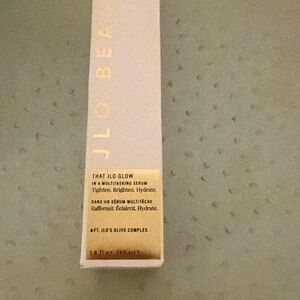 JLO BEA
THAT JLO GLOW
IN A MULTITASKING SERUM
Tighten. Brighten. Hydrate.
DANS UN SÉRUM MULTITÂCHE
Raffermit. Éclaircit. Hydrate.
#FT. JLO'S OLIVE COMPLEX